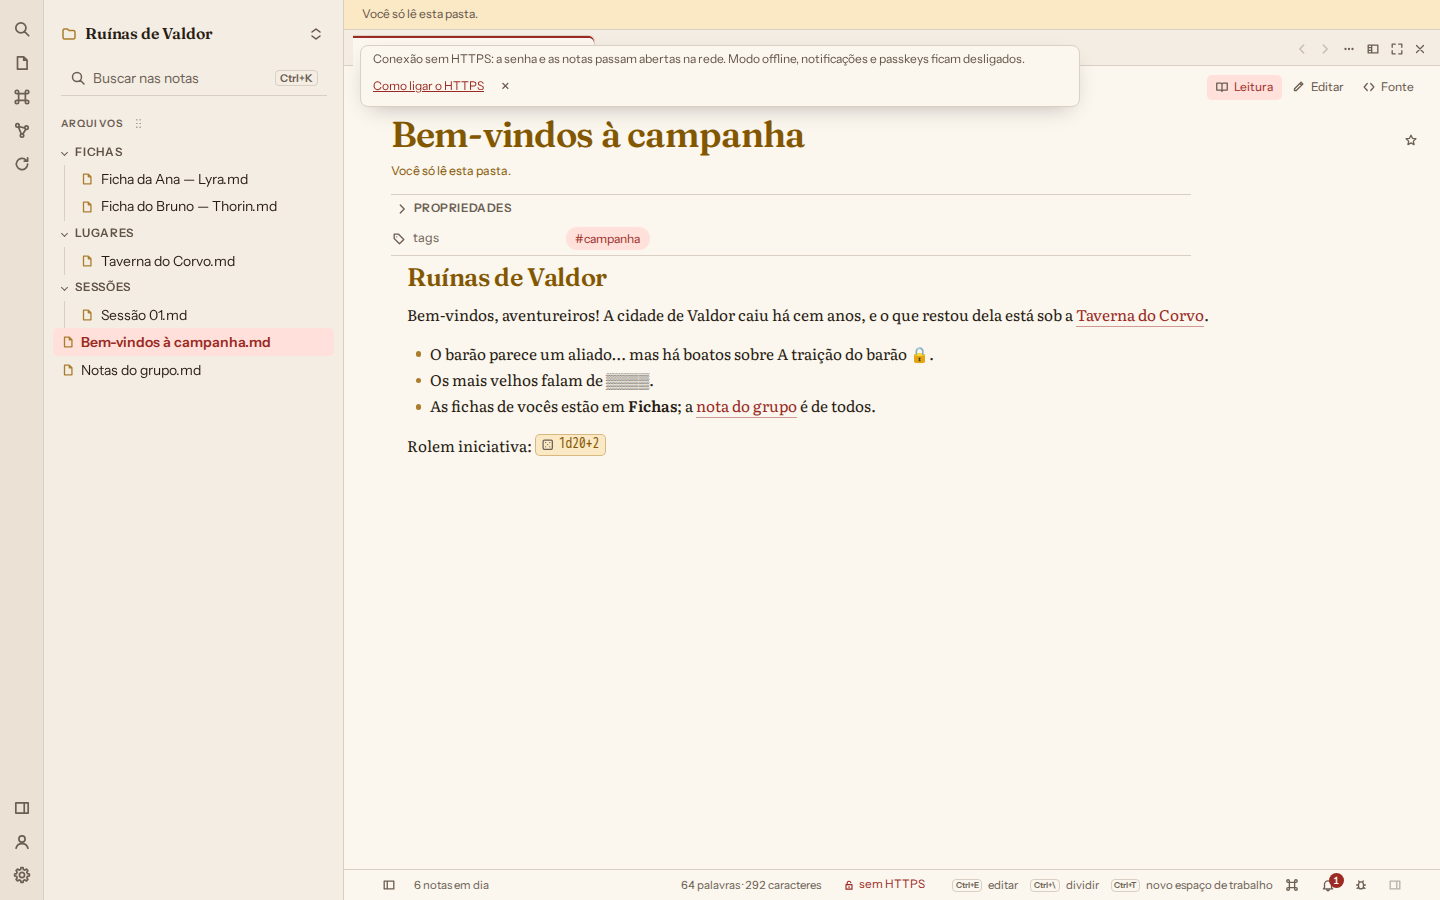 Você só lê esta pasta.
Ruínas de Valdor
Buscar nas notas
Ctrl+K
ARQUIVOS
FICHAS
Ficha da Ana — Lyra.md
Ficha do Bruno — Thorin.md
LUGARES
Taverna do Corvo.md
SESSÕES
Sessão 01.md
Bem-vindos à campanha.md
Notas do grupo.md
Conexão sem HTTPS: a senha e as notas passam abertas na rede. Modo offline, notificações e passkeys ficam desligados.
Como ligar o HTTPS
Leitura
Editar
Fonte
Bem-vindos à campanha
Você só lê esta pasta.
PROPRIEDADES
tags #campanha
Ruínas de Valdor
Bem-vindos, aventureiros! A cidade de Valdor caiu há cem anos, e o que restou dela está sob a Taverna do Corvo.
O barão parece um aliado… mas há boatos sobre A traição do barão 🔒.
Os mais velhos falam de ▒▒▒▒.
As fichas de vocês estão em Fichas; a nota do grupo é de todos.
Rolem iniciativa: 1d20+2
6 notas em dia
64 palavras · 292 caracteres
sem HTTPS
Ctrl+E editar
Ctrl+\ dividir
Ctrl+T novo espaço de trabalho
1